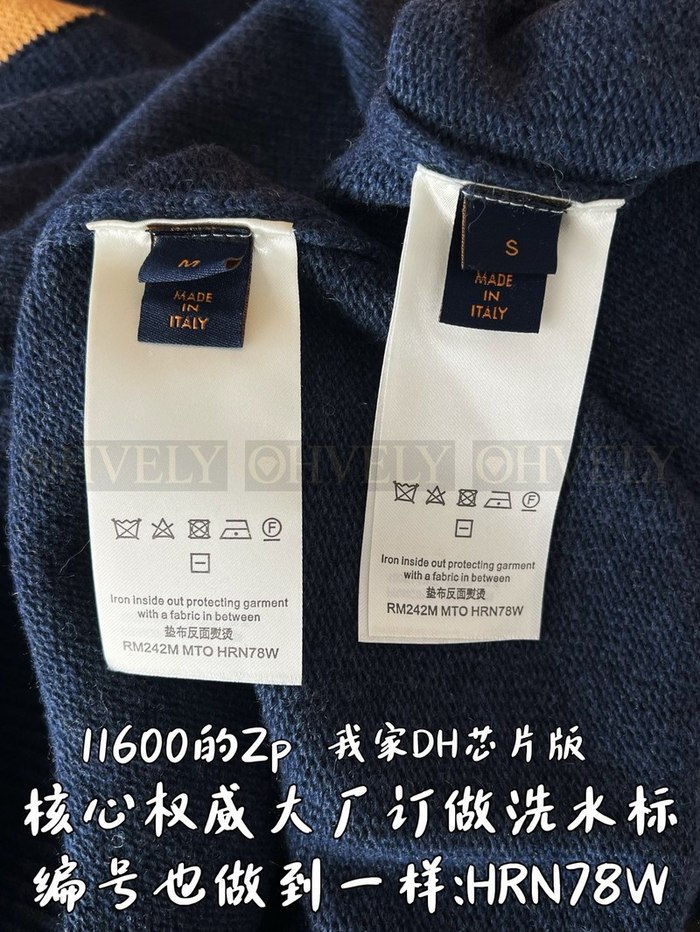 M
MADE
IN
ITALY
Iron inside out protecting garment
with a fabric in between
垫布反面熨烫
RM242M MTO HRN78W
S
MADE
IN
ITALY
Iron inside out protecting garment
with a fabric in between
垫布反面熨烫
RM242M MTO HRN78W
OHVELY OHVELY OHVELY
11600的Zp 我家DH芯片版
核心权威大厂订做洗水标
编号也做到一样:HRN78W